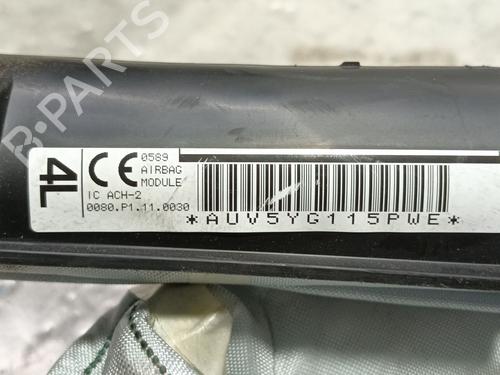 B-PARTS
4L
CE
0589
AIRBAG
MODULE
IC ACH-2
0080.P1.11.0030
*AUV5YG115PWE*